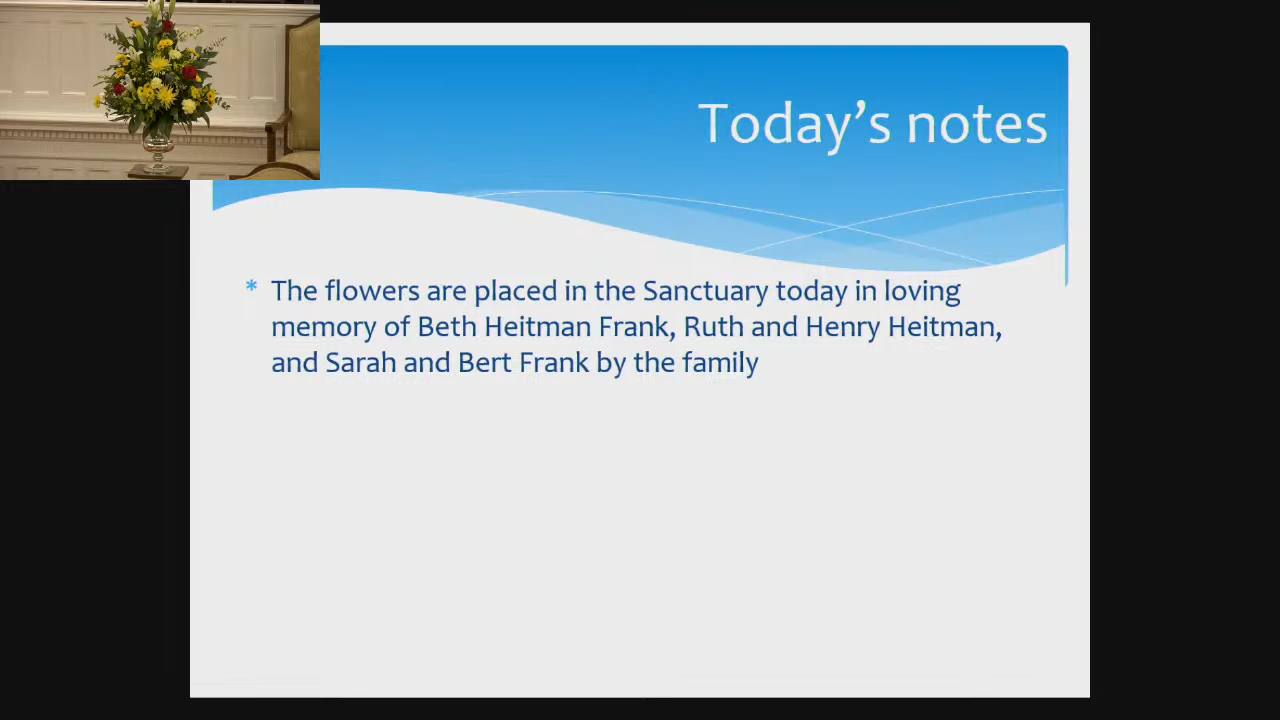 Today’s notes
* The flowers are placed in the Sanctuary today in loving
memory of Beth Heitman Frank, Ruth and Henry Heitman,
and Sarah and Bert Frank by the family